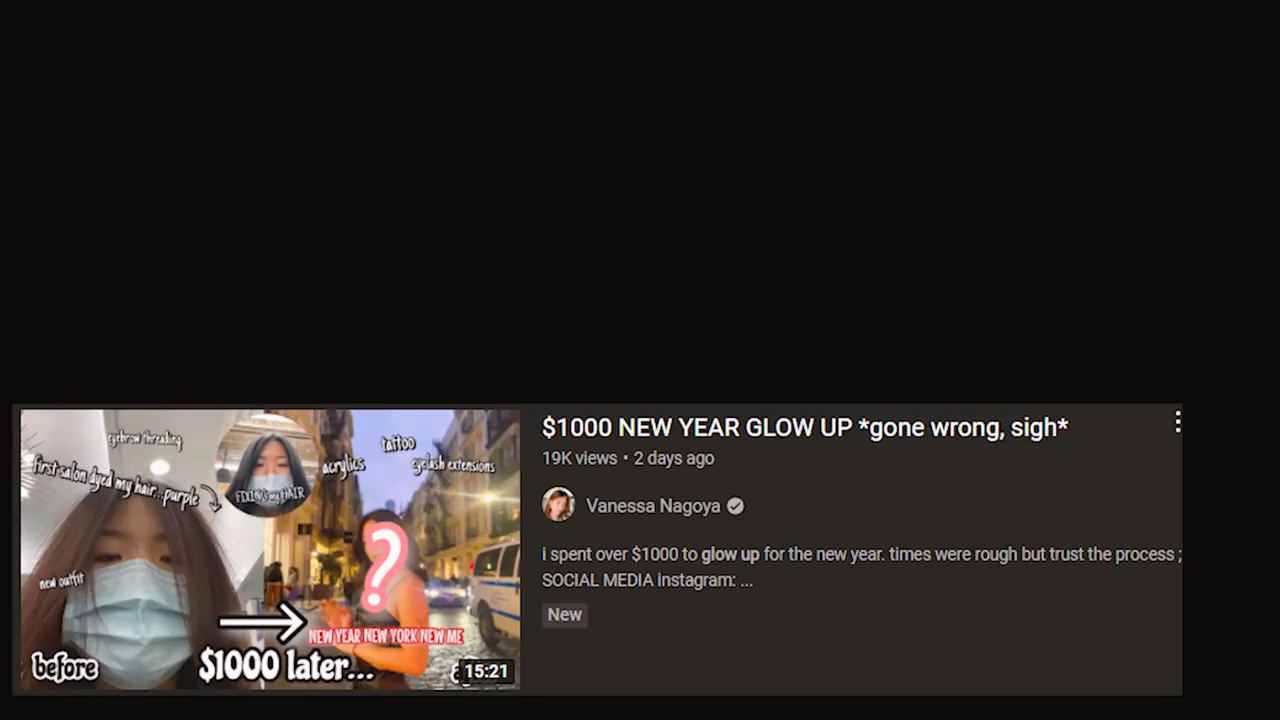 eyebrow threading
first salon dyed my hair...purple
FIXING my HAIR
acrylics
tattoo
eyelash extensions
new outfit
NEW YEAR NEW YORK NEW ME
before
$1000 later...
15:21
$1000 NEW YEAR GLOW UP *gone wrong, sigh*
19K views • 2 days ago
Vanessa Nagoya
i spent over $1000 to glow up for the new year. times were rough but trust the process ;
SOCIAL MEDIA instagram: ...
New